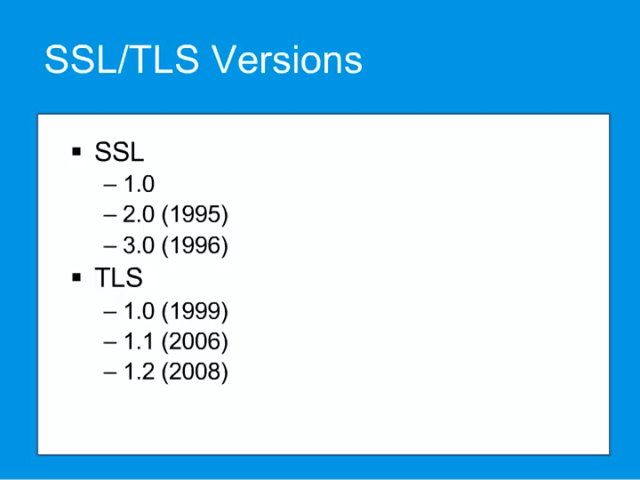 SSL/TLS Versions
▪ SSL
– 1.0
– 2.0 (1995)
– 3.0 (1996)
▪ TLS
– 1.0 (1999)
– 1.1 (2006)
– 1.2 (2008)